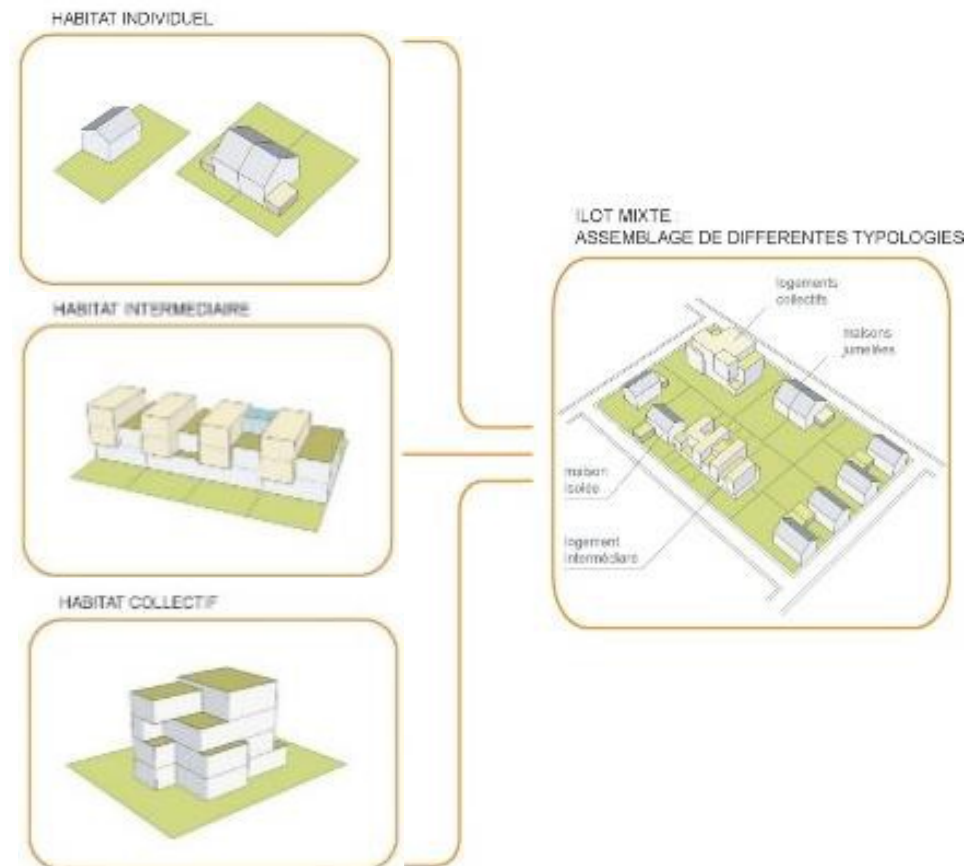 HABITAT INDIVIDUEL
HABITAT INTERMEDIAIRE
HABITAT COLLECTIF
ILOT MIXTE :
ASSEMBLAGE DE DIFFERENTES TYPOLOGIES
logements
collectifs
maisons
jumelées
maison
isolée
logement
intermédiare